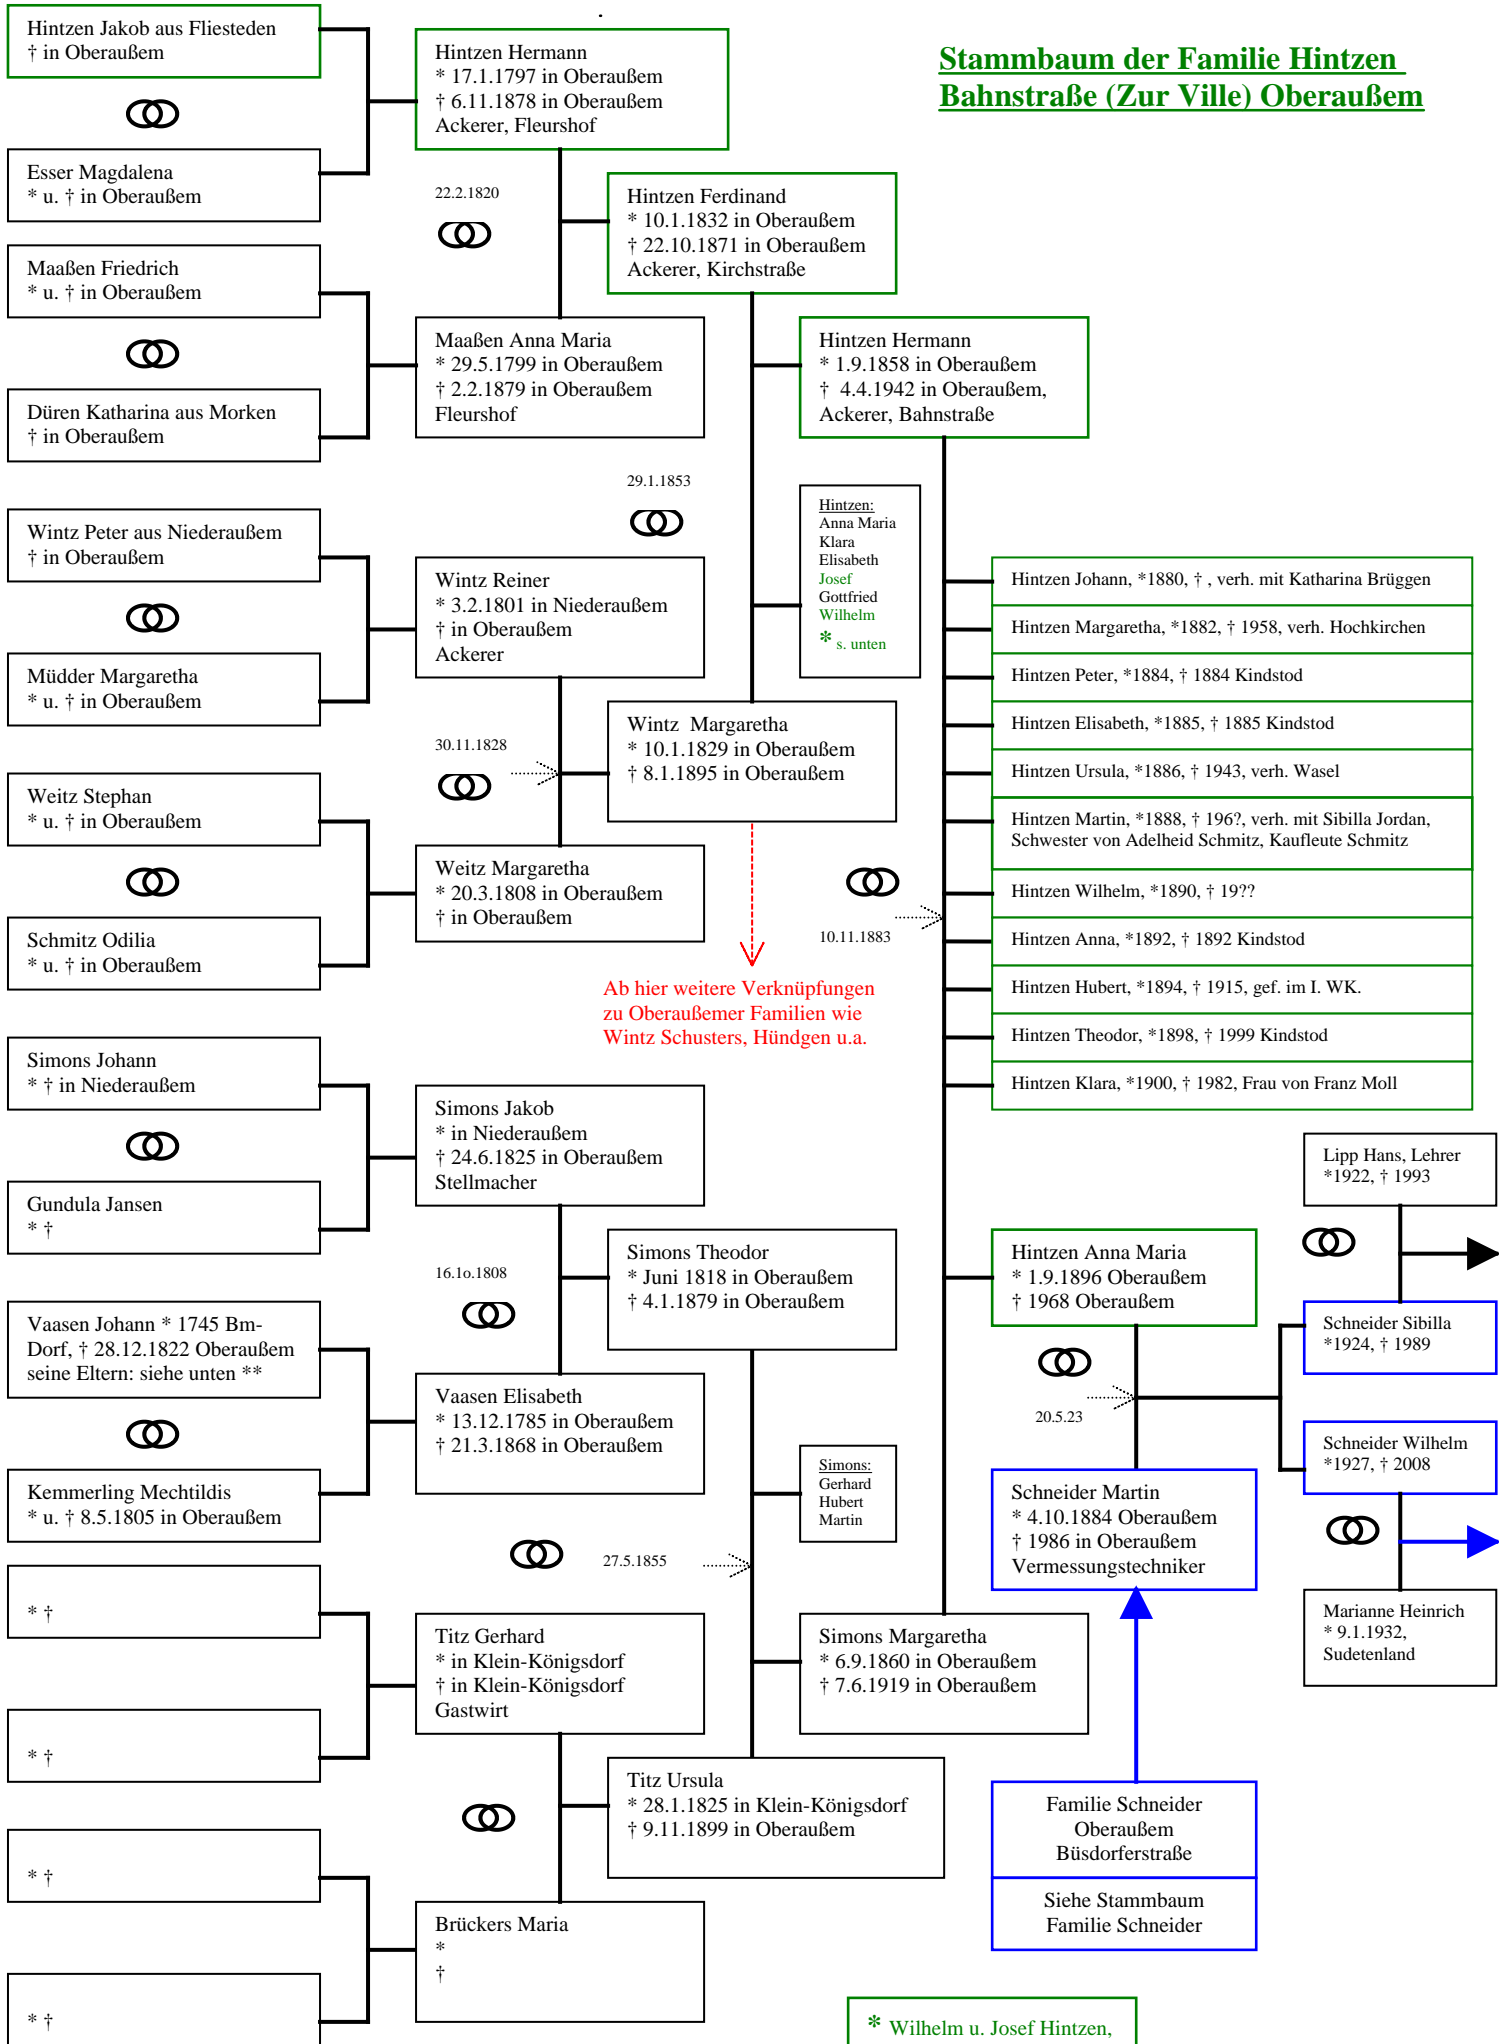 Stammbaum der Familie Hintzen
Bahnstraße (Zur Ville) Oberaußem
Hintzen Jakob aus Fliesteden
† in Oberaußem
Esser Magdalena
* u. † in Oberaußem
Maaßen Friedrich
* u. † in Oberaußem
Düren Katharina aus Morken
† in Oberaußem
Wintz Peter aus Niederaußem
† in Oberaußem
Müdder Margaretha
* u. † in Oberaußem
Weitz Stephan
* u. † in Oberaußem
Schmitz Odilia
* u. † in Oberaußem
Simons Johann
* † in Niederaußem
Gundula Jansen
* †
Vaasen Johann * 1745 Bm-
Dorf, † 28.12.1822 Oberaußem
seine Eltern: siehe unten **
Kemmerling Mechtildis
* u. † 8.5.1805 in Oberaußem
* †
* †
* †
* †
Hintzen Hermann
* 17.1.1797 in Oberaußem
† 6.11.1878 in Oberaußem
Ackerer, Fleurshof
22.2.1820
Maaßen Anna Maria
* 29.5.1799 in Oberaußem
† 2.2.1879 in Oberaußem
Fleurshof
Wintz Reiner
* 3.2.1801 in Niederaußem
† in Oberaußem
Ackerer
30.11.1828
Weitz Margaretha
* 20.3.1808 in Oberaußem
† in Oberaußem
Simons Jakob
* in Niederaußem
† 24.6.1825 in Oberaußem
Stellmacher
16.1o.1808
Vaasen Elisabeth
* 13.12.1785 in Oberaußem
† 21.3.1868 in Oberaußem
Titz Gerhard
* in Klein-Königsdorf
† in Klein-Königsdorf
Gastwirt
Brückers Maria
*
†
Hintzen Ferdinand
* 10.1.1832 in Oberaußem
† 22.10.1871 in Oberaußem
Ackerer, Kirchstraße
29.1.1853
Wintz  Margaretha
* 10.1.1829 in Oberaußem
† 8.1.1895 in Oberaußem
Ab hier weitere Verknüpfungen
zu Oberaußemer Familien wie
Wintz Schusters, Hündgen u.a.
Simons Theodor
* Juni 1818 in Oberaußem
† 4.1.1879 in Oberaußem
27.5.1855
Titz Ursula
* 28.1.1825 in Klein-Königsdorf
† 9.11.1899 in Oberaußem
Hintzen Hermann
* 1.9.1858 in Oberaußem
†  4.4.1942 in Oberaußem,
Ackerer, Bahnstraße
Hintzen:
Anna Maria
Klara
Elisabeth
Josef
Gottfried
Wilhelm
* s. unten
10.11.1883
Simons:
Gerhard
Hubert
Martin
Simons Margaretha
* 6.9.1860 in Oberaußem
† 7.6.1919 in Oberaußem
Hintzen Johann, *1880, † , verh. mit Katharina Brüggen
Hintzen Margaretha, *1882, † 1958, verh. Hochkirchen
Hintzen Peter, *1884, † 1884 Kindstod
Hintzen Elisabeth, *1885, † 1885 Kindstod
Hintzen Ursula, *1886, † 1943, verh. Wasel
Hintzen Martin, *1888, † 196?, verh. mit Sibilla Jordan,
Schwester von Adelheid Schmitz, Kaufleute Schmitz
Hintzen Wilhelm, *1890, † 19??
Hintzen Anna, *1892, † 1892 Kindstod
Hintzen Hubert, *1894, † 1915, gef. im I. WK.
Hintzen Theodor, *1898, † 1999 Kindstod
Hintzen Klara, *1900, † 1982, Frau von Franz Moll
Hintzen Anna Maria
* 1.9.1896 Oberaußem
† 1968 Oberaußem
20.5.23
Schneider Martin
* 4.10.1884 Oberaußem
† 1986 in Oberaußem
Vermessungstechniker
Familie Schneider
Oberaußem
Büsdorferstraße
Siehe Stammbaum
Familie Schneider
Lipp Hans, Lehrer
*1922, † 1993
Schneider Sibilla
*1924, † 1989
Schneider Wilhelm
*1927, † 2008
Marianne Heinrich
* 9.1.1932,
Sudetenland
* Wilhelm u. Josef Hintzen,